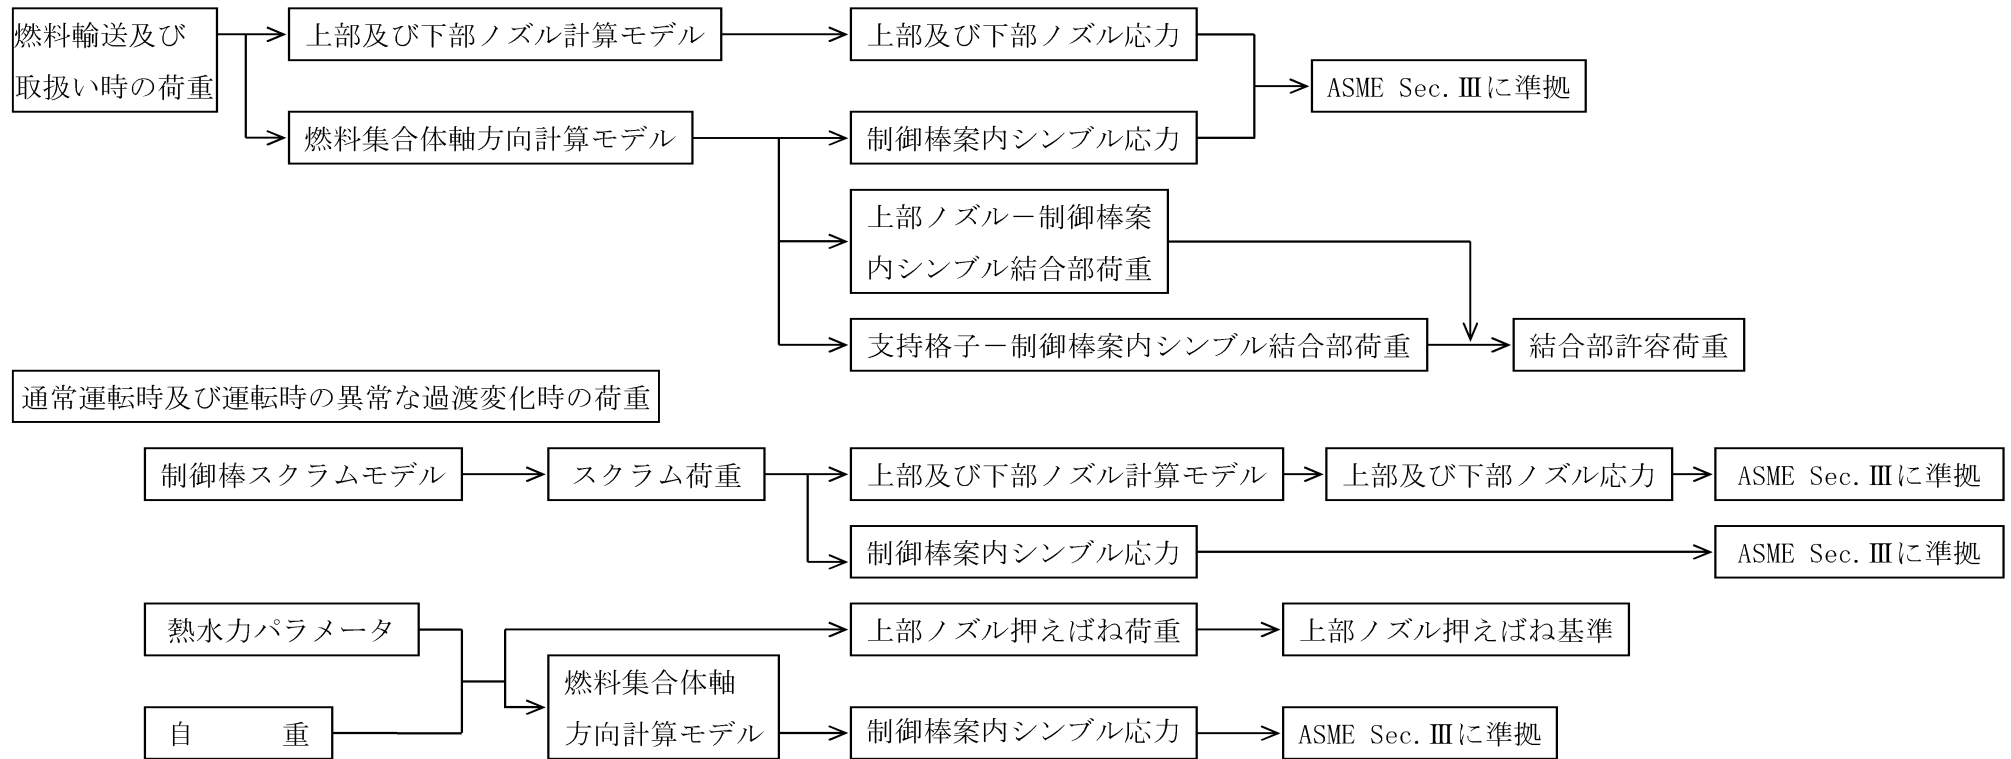 燃料輸送及び
取扱い時の荷重
上部及び下部ノズル計算モデル
上部及び下部ノズル応力
ASME Sec.Ⅲに準拠
燃料集合体軸方向計算モデル
制御棒案内シンブル応力
上部ノズル－制御棒案
内シンブル結合部荷重
支持格子－制御棒案内シンブル結合部荷重
結合部許容荷重
通常運転時及び運転時の異常な過渡変化時の荷重
制御棒スクラムモデル
スクラム荷重
上部及び下部ノズル計算モデル
上部及び下部ノズル応力
ASME Sec.Ⅲに準拠
制御棒案内シンブル応力
ASME Sec.Ⅲに準拠
熱水力パラメータ
上部ノズル押えばね荷重
上部ノズル押えばね基準
燃料集合体軸
方向計算モデル
自　　　重
制御棒案内シンブル応力
ASME Sec.Ⅲに準拠